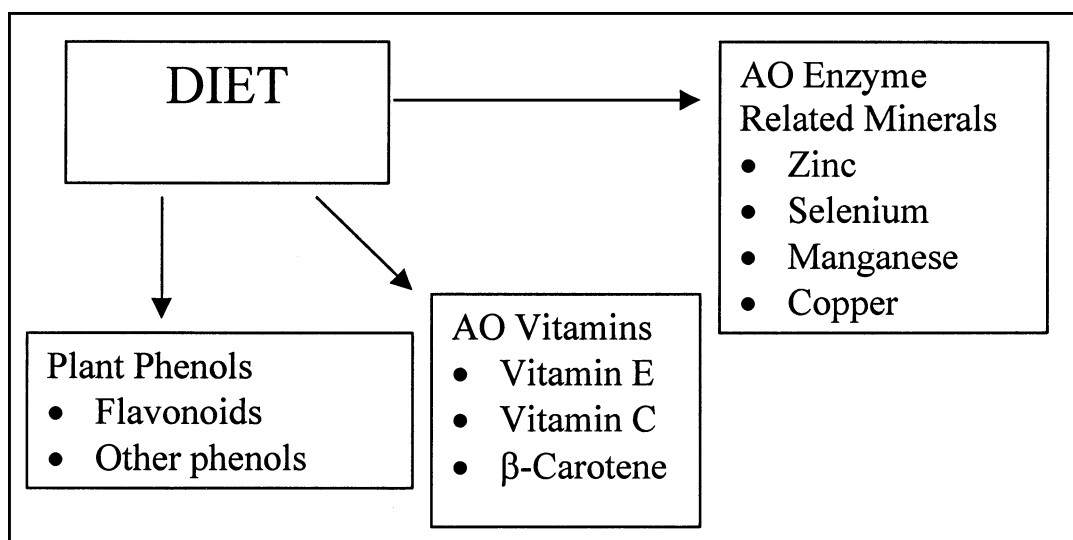 DIET
AO Enzyme
Related Minerals
• Zinc
• Selenium
• Manganese
• Copper
Plant Phenols
• Flavonoids
• Other phenols
AO Vitamins
• Vitamin E
• Vitamin C
• β-Carotene